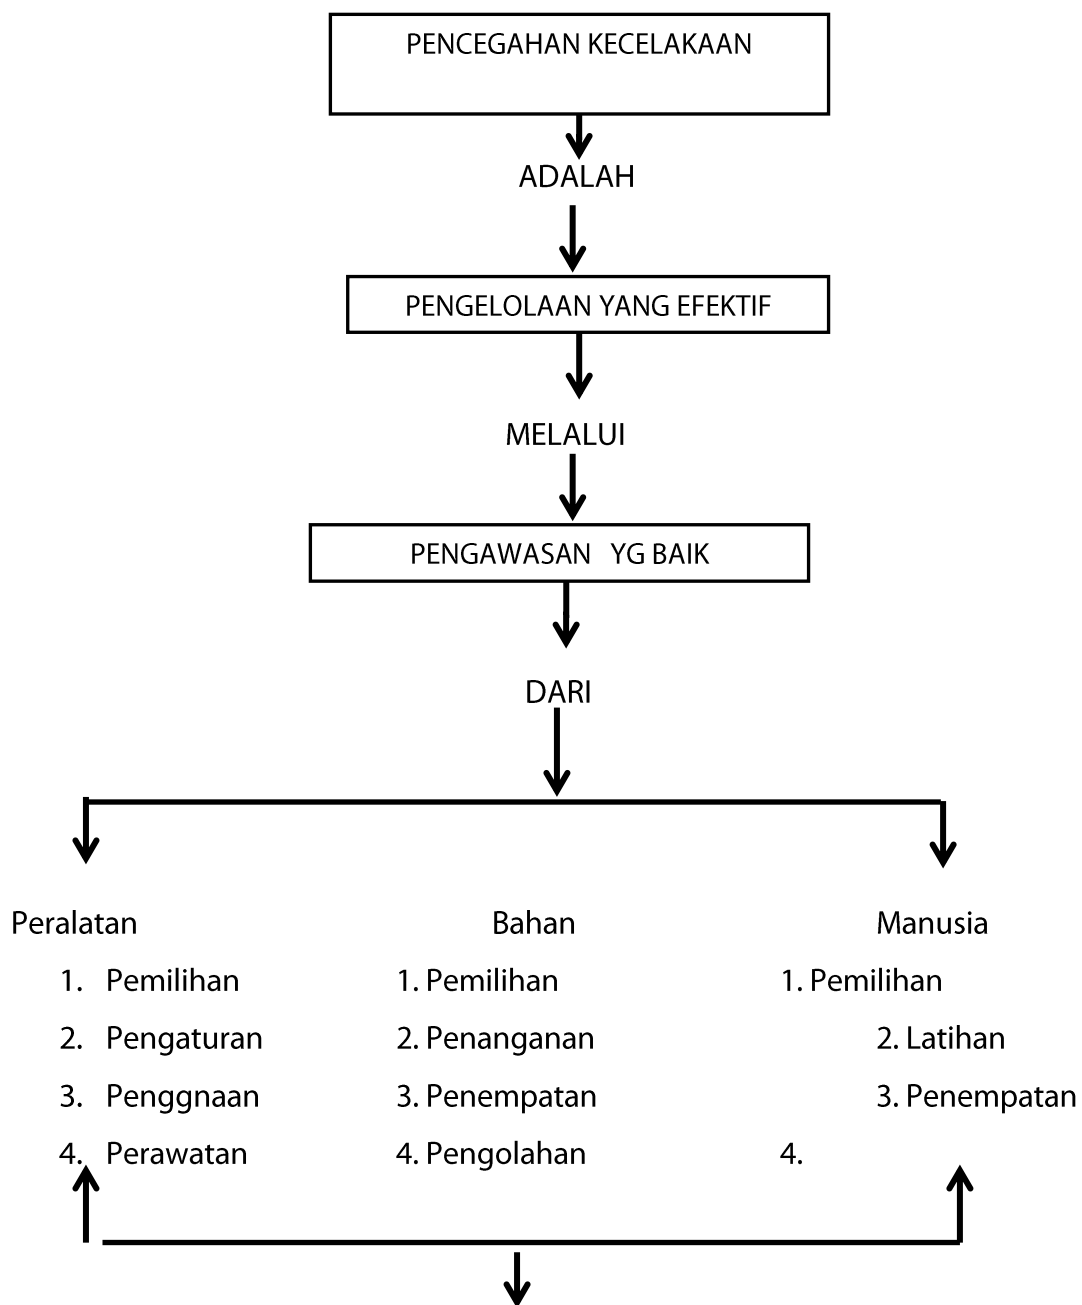 PENCEGAHAN KECELAKAAN
ADALAH
PENGELOLAAN YANG EFEKTIF
MELALUI
PENGAWASAN YG BAIK
DARI
Peralatan Bahan Manusia
1. Pemilihan 1. Pemilihan 1. Pemilihan
2. Pengaturan 2. Penanganan 2. Latihan
3. Penggnaan 3. Penempatan 3. Penempatan
4. Perawatan 4. Pengolahan 4.